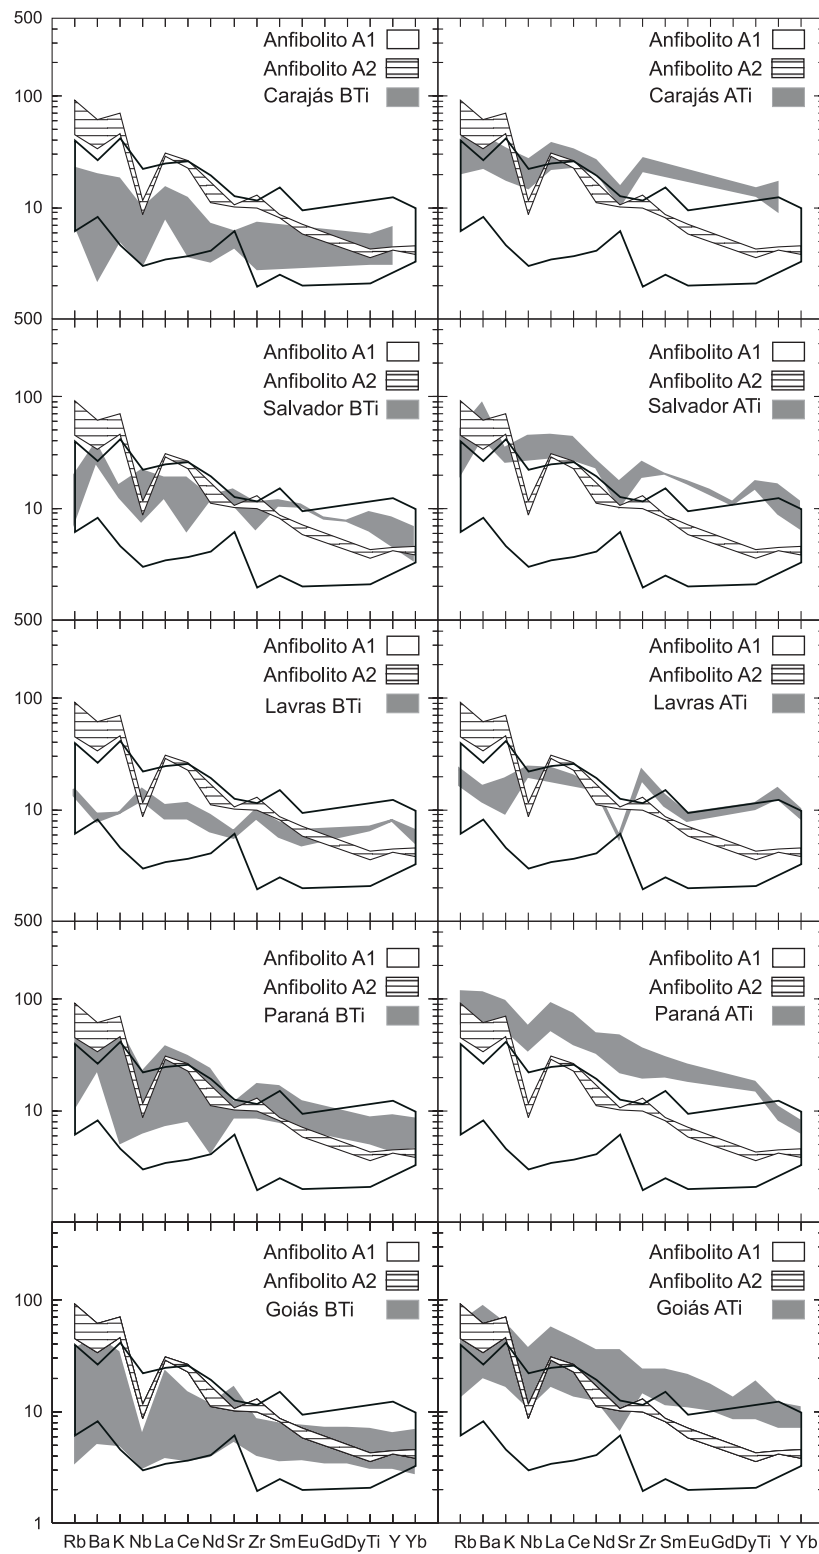 500
Anfibolito A1
Anfibolito A2
Carajás BTi
100
10
Anfibolito A1
Anfibolito A2
Carajás ATi
500
Anfibolito A1
Anfibolito A2
Salvador BTi
100
10
Anfibolito A1
Anfibolito A2
Salvador ATi
500
Anfibolito A1
Anfibolito A2
Lavras BTi
100
10
Anfibolito A1
Anfibolito A2
Lavras ATi
500
Anfibolito A1
Anfibolito A2
Paraná BTi
100
10
Anfibolito A1
Anfibolito A2
Paraná ATi
Anfibolito A1
Anfibolito A2
Goiás BTi
100
10
1
Anfibolito A1
Anfibolito A2
Goiás ATi
Rb Ba K Nb La Ce Nd Sr Zr Sm Eu Gd Dy Ti Y Yb
Rb Ba K Nb La Ce Nd Sr Zr Sm Eu Gd Dy Ti Y Yb